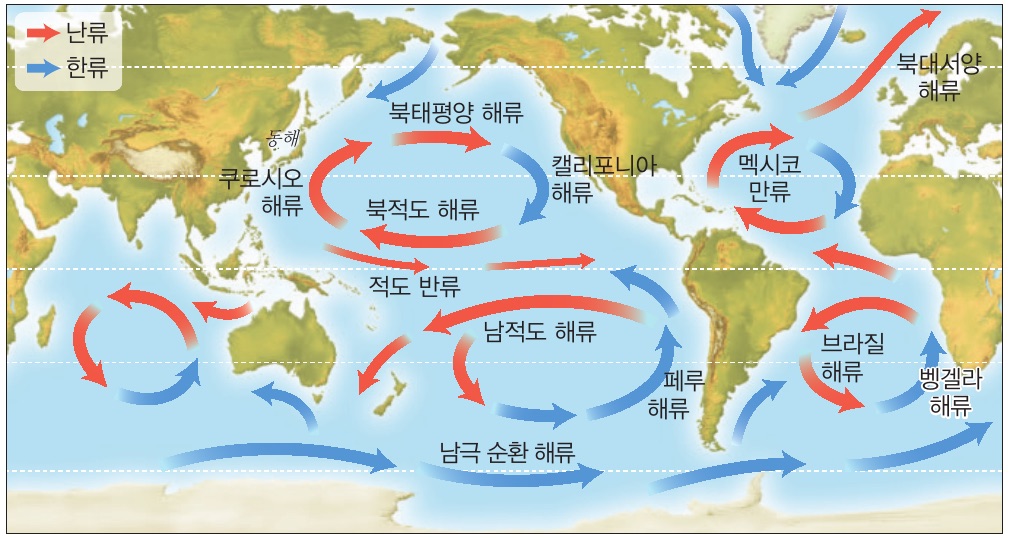 난류
한류
북대서양
해류
북태평양 해류
동해
쿠로시오
해류
캘리포니아
해류
멕시코
만류
북적도 해류
적도 반류
남적도 해류
브라질
해류
페루
해류
벵겔라
해류
남극 순환 해류